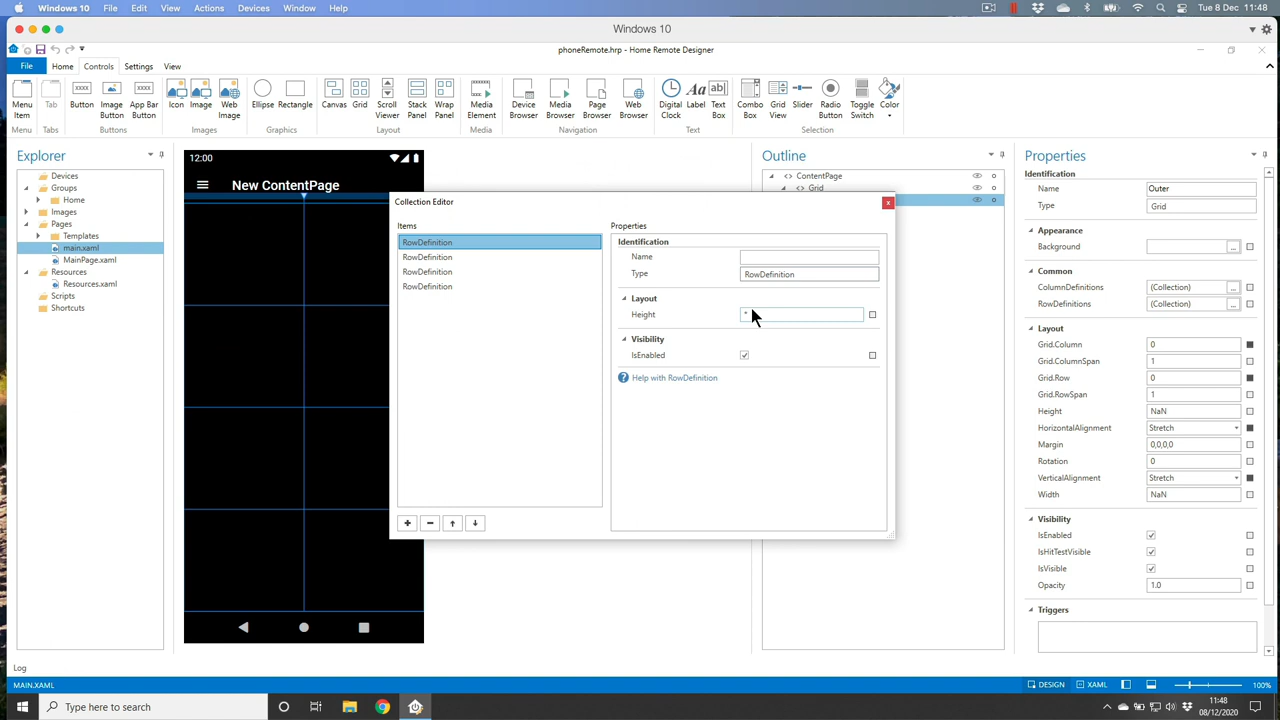 Windows 10 File Edit View Actions Devices Window Help Tue 8 Dec 11:48
Windows 10
phoneRemote.hrp - Home Remote Designer
File Home Controls Settings View
Menu Item Tab Button Image Button App Bar Button Icon Image Web Image Ellipse Rectangle Canvas Grid Scroll Viewer Stack Panel Wrap Panel Media Element Device Browser Media Browser Page Browser Web Browser Digital Clock Label Text Box Combo Box Grid View Slider Radio Button Toggle Switch Color
Menu Tabs Buttons Images Graphics Layout Media Navigation Text Selection
Explorer
Devices
Groups
Home
Images
Pages
Templates
main.xaml
MainPage.xaml
Resources
Resources.xaml
Scripts
Shortcuts
12:00
New ContentPage
Collection Editor
Items
RowDefinition
RowDefinition
RowDefinition
RowDefinition
Properties
Identification
Name
Type RowDefinition
Layout
Height *
Visibility
IsEnabled
Help with RowDefinition
Outline
<> ContentPage
<> Grid
Properties
Identification
Name Outer
Type Grid
Appearance
Background ...
Common
ColumnDefinitions (Collection) ...
RowDefinitions (Collection) ...
Layout
Grid.Column 0
Grid.ColumnSpan 1
Grid.Row 0
Grid.RowSpan 1
Height NaN
HorizontalAlignment Stretch
Margin 0,0,0,0
Rotation 0
VerticalAlignment Stretch
Width NaN
Visibility
IsEnabled
IsHitTestVisible
IsVisible
Opacity 1.0
Triggers
Log
MAIN.XAML DESIGN XAML 100%
Type here to search
11:48
08/12/2020